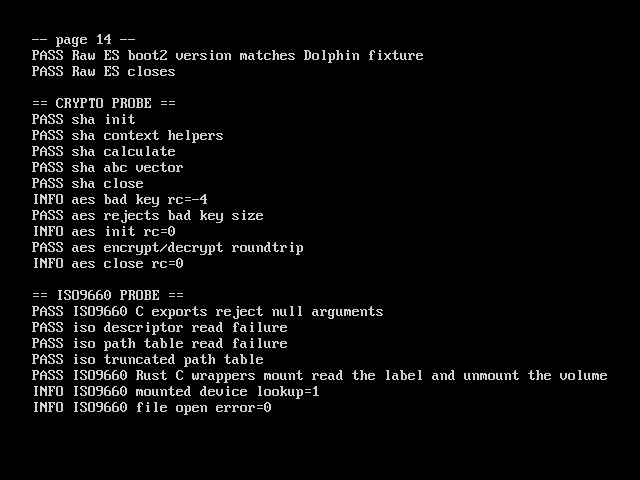 -- page 14 --
PASS Raw ES boot2 version matches Dolphin fixture
PASS Raw ES closes
== CRYPTO PROBE ==
PASS sha init
PASS sha context helpers
PASS sha calculate
PASS sha abc vector
PASS sha close
INFO aes bad key rc=-4
PASS aes rejects bad key size
INFO aes init rc=0
PASS aes encrypt/decrypt roundtrip
INFO aes close rc=0
== ISO9660 PROBE ==
PASS ISO9660 C exports reject null arguments
PASS iso descriptor read failure
PASS iso path table read failure
PASS iso truncated path table
PASS ISO9660 Rust C wrappers mount read the label and unmount the volume
INFO ISO9660 mounted device lookup=1
INFO ISO9660 file open error=0